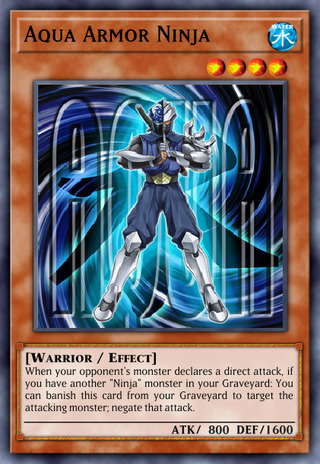 Aqua Armor Ninja
WATER
水
[Warrior / Effect]
When your opponent's monster declares a direct attack, if
you have another "Ninja" monster in your Graveyard: You
can banish this card from your Graveyard to target the
attacking monster; negate that attack.
ATK/ 800 DEF/1600